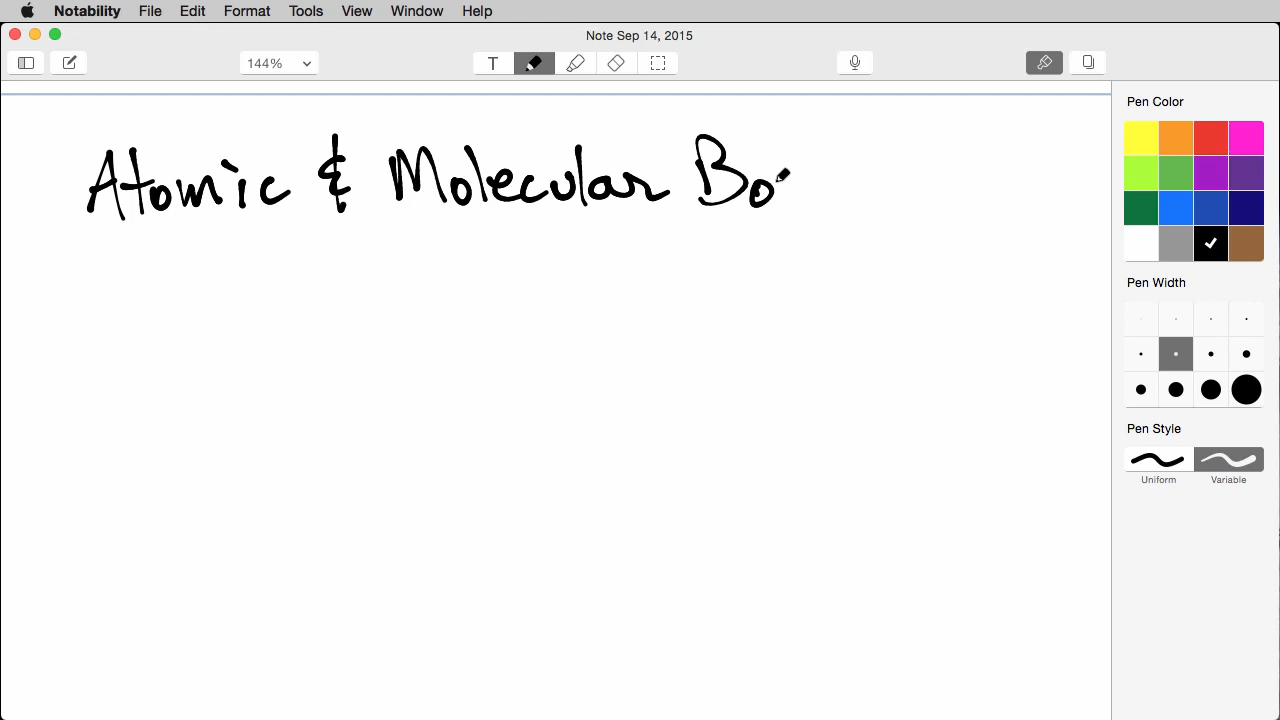 Notability File Edit Format Tools View Window Help
Note Sep 14, 2015
144% T
Pen Color
Atomic & Molecular Bo
Pen Width
Pen Style
Uniform Variable